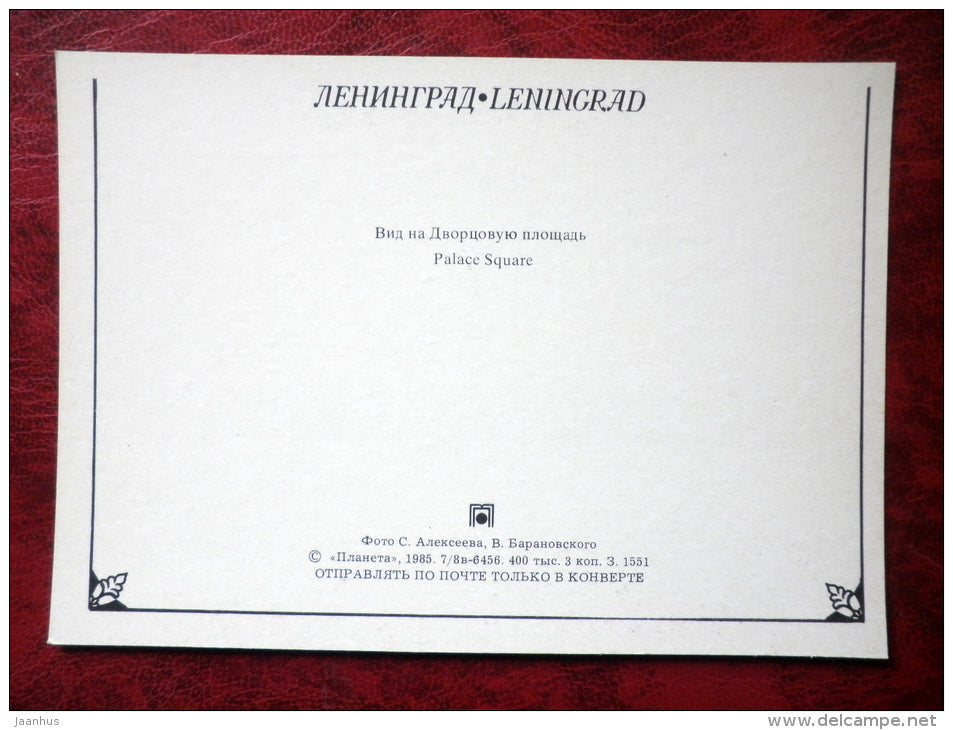 ЛЕНИНГРАД•LENINGRAD
Вид на Дворцовую площадь
Palace Square
Фото С. Алексеева, В. Барановского
© «Планета», 1985. 7/8в-6456. 400 тыс. 3 коп. З. 1551
ОТПРАВЛЯТЬ ПО ПОЧТЕ ТОЛЬКО В КОНВЕРТЕ
jaanhus
www.delcampe.net